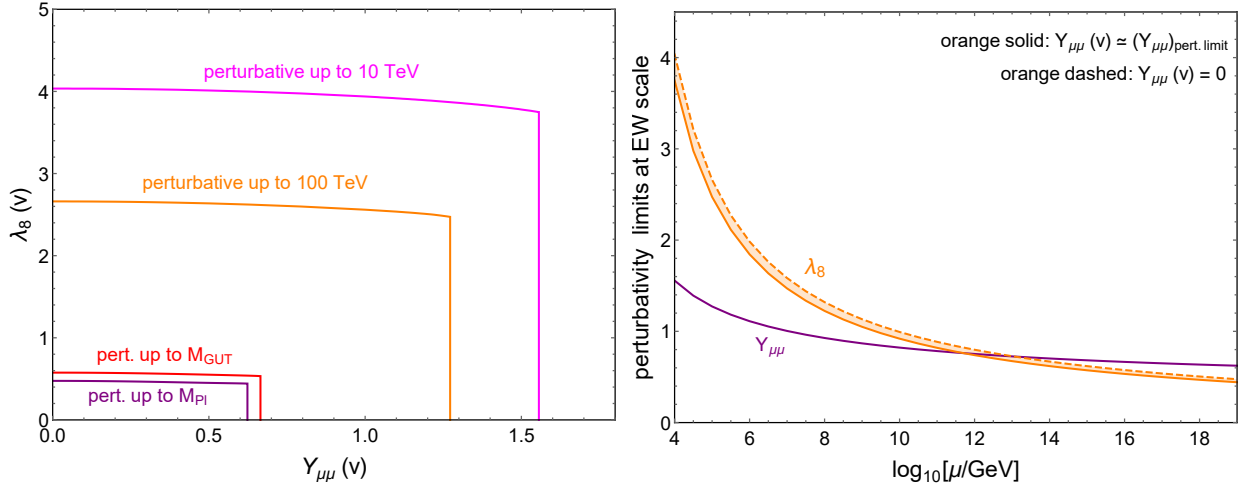 5
4
3
2
1
0
λ8 (v)
perturbative up to 10 TeV
perturbative up to 100 TeV
pert. up to MGUT
pert. up to MPl
0.0 0.5 1.0 1.5
Yμμ (v)
orange solid: Yμμ (v) ≃ (Yμμ)pert. limit
orange dashed: Yμμ (v) = 0
4
3
2
1
0
perturbativity limits at EW scale
λ8
Yμμ
4 6 8 10 12 14 16 18
log10[μ/GeV]